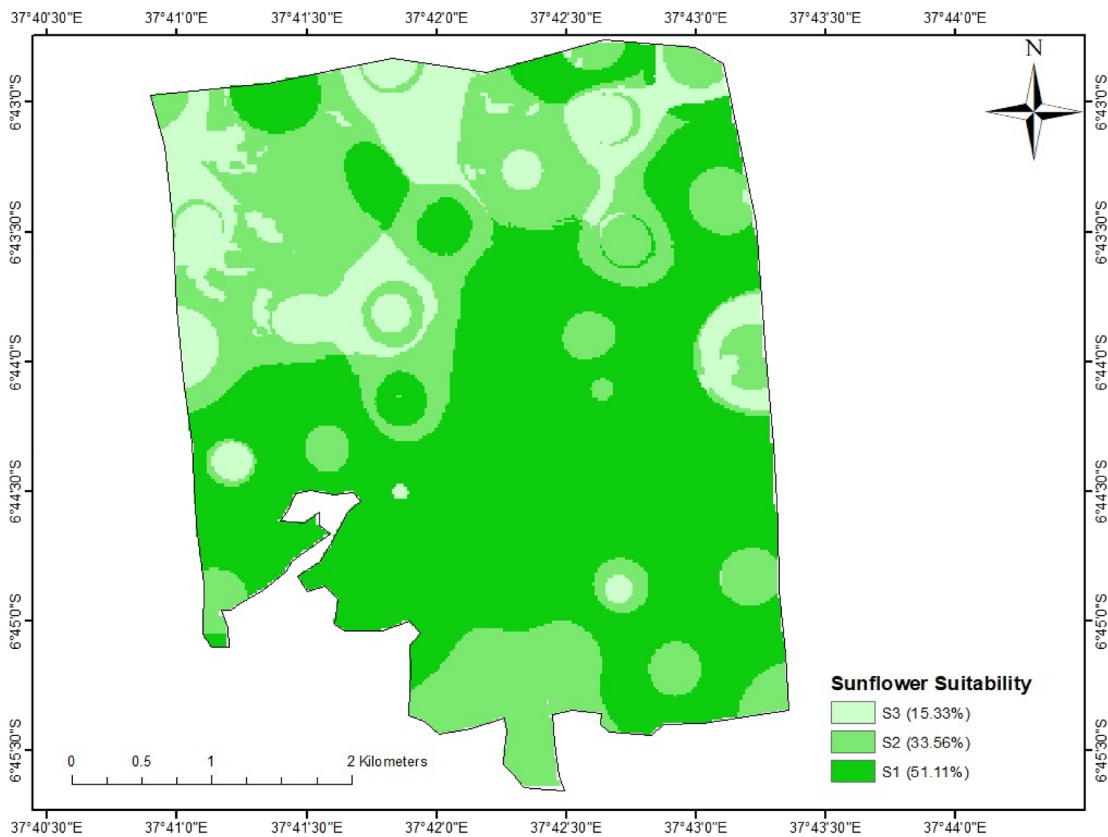 37°40'30"E 37°41'0"E 37°41'30"E 37°42'0"E 37°42'30"E 37°43'0"E 37°43'30"E 37°44'0"E
N
6°43'0"S 6°43'0"S
6°43'30"S 6°43'30"S
6°44'0"S 6°44'0"S
6°44'30"S 6°44'30"S
6°45'0"S 6°45'0"S
Sunflower Suitability
S3 (15.33%)
S2 (33.56%)
S1 (51.11%)
6°45'30"S 6°45'30"S
0 0.5 1 2 Kilometers
37°40'30"E 37°41'0"E 37°41'30"E 37°42'0"E 37°42'30"E 37°43'0"E 37°43'30"E 37°44'0"E